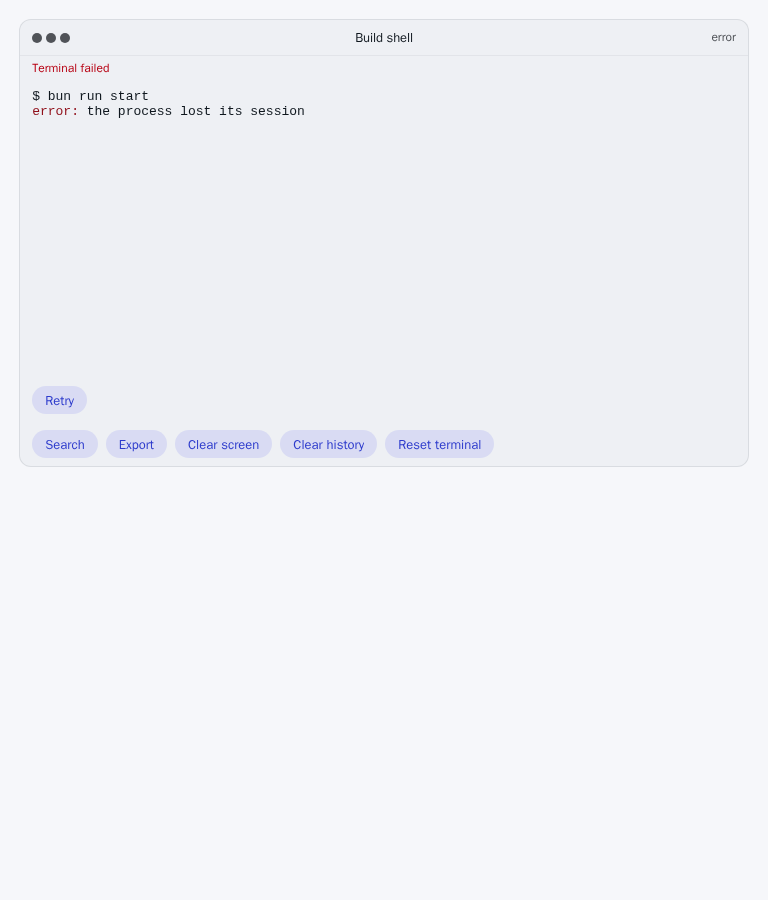 Build shell
error
Terminal failed
$ bun run start
error: the process lost its session
Retry
Search
Export
Clear screen
Clear history
Reset terminal